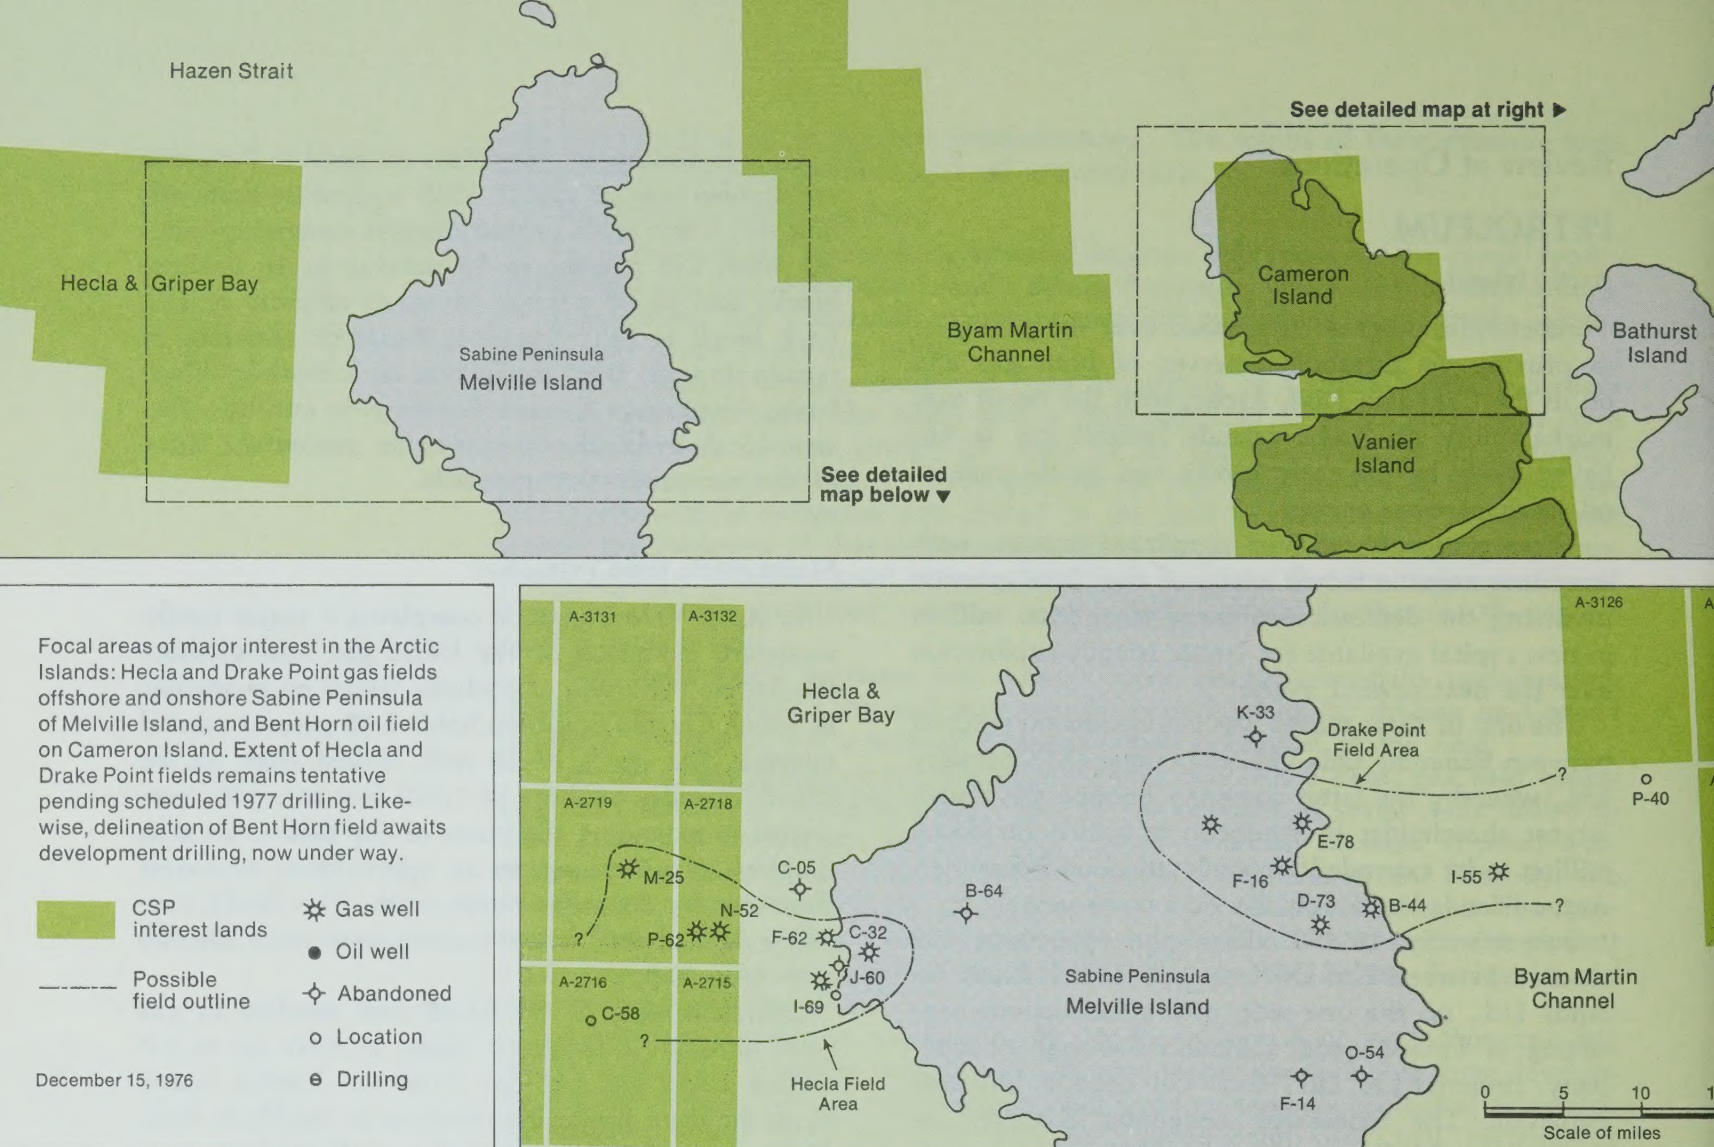 Hazen Strait
See detailed map at right ▶
Hecla & Griper Bay
Sabine Peninsula
Melville Island
Byam Martin
Channel
Cameron
Island
Bathurst
Island
Vanier
Island
See detailed
map below ▼
Focal areas of major interest in the Arctic
Islands: Hecla and Drake Point gas fields
offshore and onshore Sabine Peninsula
of Melville Island, and Bent Horn oil field
on Cameron Island. Extent of Hecla and
Drake Point fields remains tentative
pending scheduled 1977 drilling. Like-
wise, delineation of Bent Horn field awaits
development drilling, now under way.
CSP
interest lands
Possible
field outline
Gas well
Oil well
Abandoned
Location
Drilling
December 15, 1976
A-3131
A-3132
A-2719
A-2718
A-2716
A-2715
A-3126
A
Hecla &
Griper Bay
K-33
Drake Point
Field Area
?
P-40
E-78
F-16
I-55
D-73
B-44
?
M-25
C-05
B-64
N-52
P-62
?
F-62
C-32
J-60
I-69
C-58
?
Hecla Field
Area
Sabine Peninsula
Melville Island
Byam Martin
Channel
O-54
F-14
0 5 10 1
Scale of miles